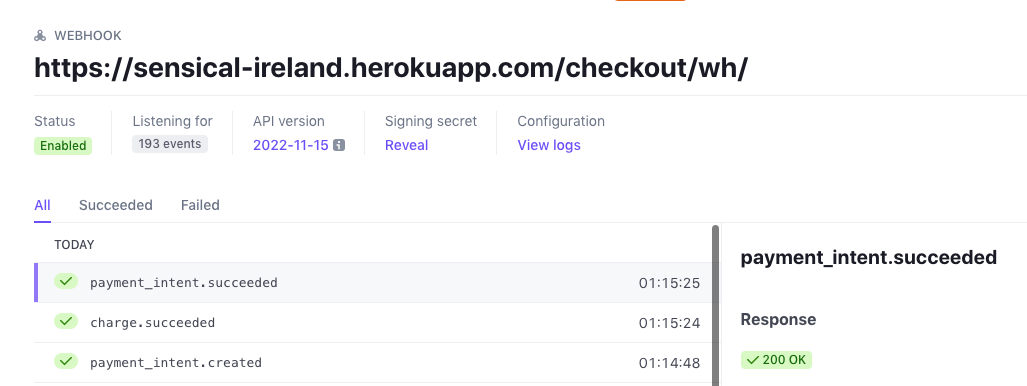 WEBHOOK
https://sensical-ireland.herokuapp.com/checkout/wh/
Status Listening for API version Signing secret Configuration
Enabled 193 events 2022-11-15 Reveal View logs
All Succeeded Failed
TODAY
payment_intent.succeeded 01:15:25
charge.succeeded 01:15:24
payment_intent.created 01:14:48
payment_intent.succeeded
Response
200 OK